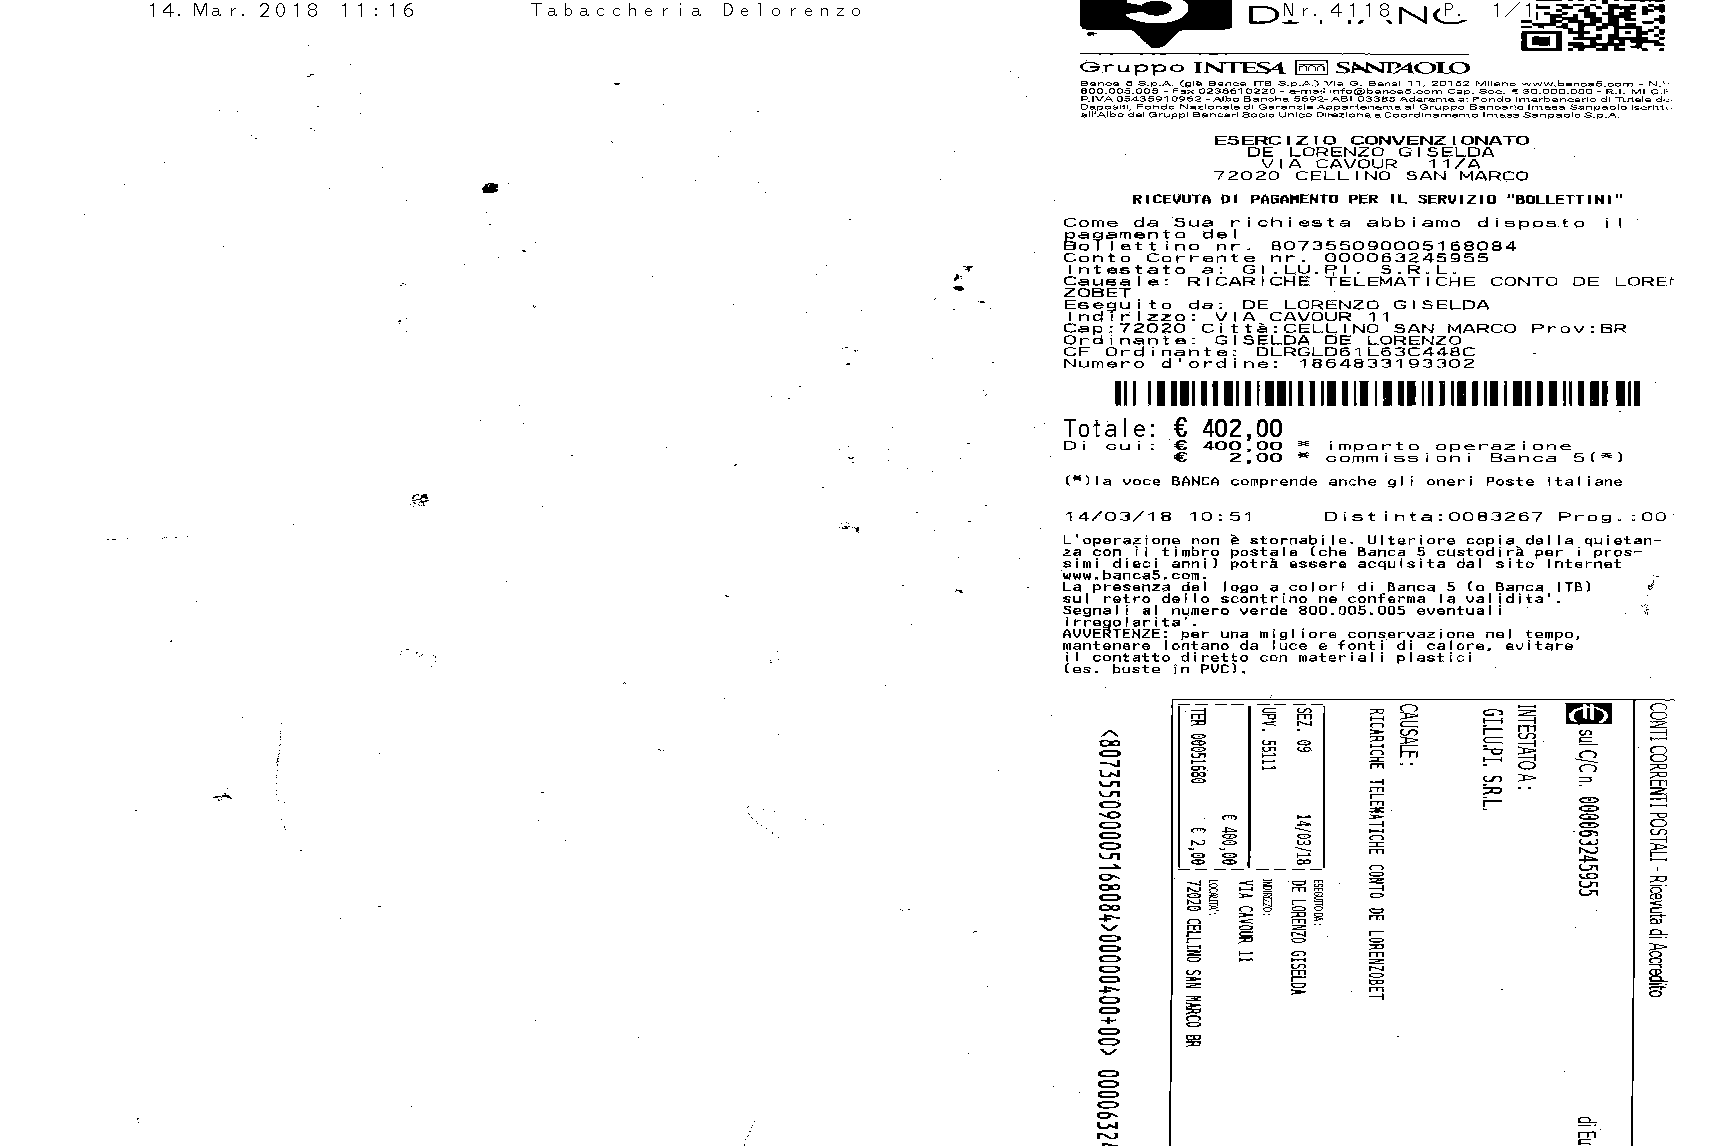 14. Mar. 2018 11:16 Tabaccheria Delorenzo Nr. 4118 P. 1/1
5
Gruppo INTESA SANPAOLO
Banca 5 S.p.A. (già Banca ITB S.p.A.) Via G. Bensi 11, 20152 Milano www.banca5.com - N.V
800.005.005 - Fax 0236610220 - e-mail info@banca5.com Cap. Soc. € 30.000.000 - R.I. MI C.F
P.IVA 05435910962 - Albo Banche 5692- ABI 03385 Aderente a: Fondo Interbancario di Tutela de
Depositi, Fondo Nazionale di Garanzia Appartenente al Gruppo Bancario Intesa Sanpaolo iscritto
all'Albo dei Gruppi Bancari Socio Unico Direzione e Coordinamento Intesa Sanpaolo S.p.A.
ESERCIZIO CONVENZIONATO
DE LORENZO GISELDA
VIA CAVOUR 11/A
72020 CELLINO SAN MARCO
RICEVUTA DI PAGAMENTO PER IL SERVIZIO "BOLLETTINI"
Come da Sua richiesta abbiamo disposto il
pagamento del
Bollettino nr. 807355090005168084
Conto Corrente nr. 000063245955
Intestato a: GI.LU.PI. S.R.L.
Causale: RICARICHE TELEMATICHE CONTO DE LOREN
ZOBET
Eseguito da: DE LORENZO GISELDA
Indirizzo: VIA CAVOUR 11
Cap:72020 Città:CELLINO SAN MARCO Prov:BR
Ordinante: GISELDA DE LORENZO
CF Ordinante: DLRGLD61L63C448C
Numero d'ordine: 1864833193302
Totale: € 402,00
Di cui: € 400,00 * importo operazione
€ 2,00 * commissioni Banca 5(*)
(*)la voce BANCA comprende anche gli oneri Poste Italiane
14/03/18 10:51 Distinta:0083267 Prog.:00
L'operazione non è stornabile. Ulteriore copia della quietan-
za con il timbro postale (che Banca 5 custodirà per i pros-
simi dieci anni) potrà essere acquisita dal sito Internet
www.banca5.com.
La presenza del logo a colori di Banca 5 (o Banca ITB)
sul retro dello scontrino ne conferma la validita'.
Segnali al numero verde 800.005.005 eventuali
irregolarita'.
AVVERTENZE: per una migliore conservazione nel tempo,
mantenere lontano da luce e fonti di calore, evitare
il contatto diretto con materiali plastici
(es. buste in PVC).
CONTI CORRENTI POSTALI - Ricevuta di Accredito
sul C/C n. 000063245955 di Eu
INTESTATO A:
GI.LU.PI. S.R.L.
CAUSALE:
RICARICHE TELEMATICHE CONTO DE LORENZOBET
SEZ. 09 14/03/18
UPV. 55111
€ 400,00
TER 00051680 € 2,00
ESEGUITO DA:
DE LORENZO GISELDA
INDIRIZZO:
VIA CAVOUR 11
LOCALITA':
72020 CELLINO SAN MARCO BR
<807355090005168084>00000400+00> 0000632